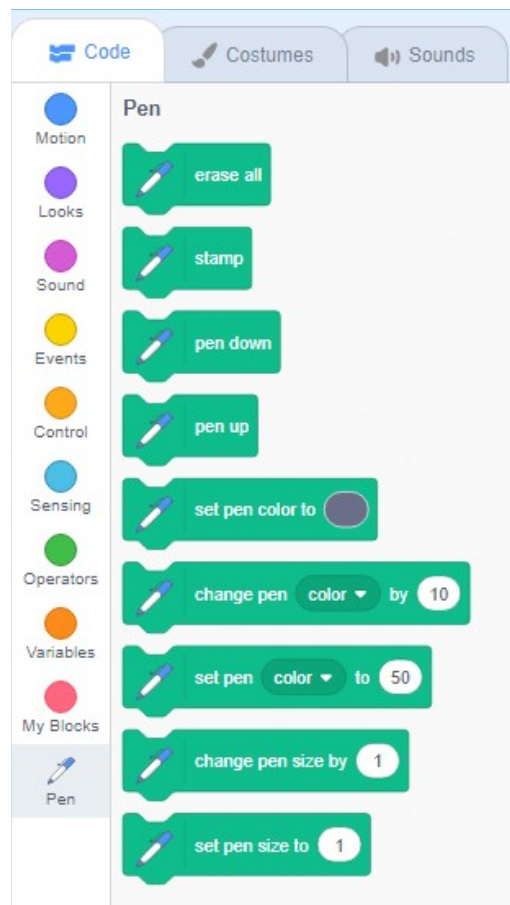 Code
Costumes
Sounds
Motion
Looks
Sound
Events
Control
Sensing
Operators
Variables
My Blocks
Pen
Pen
erase all
stamp
pen down
pen up
set pen color to
change pen color by 10
set pen color to 50
change pen size by 1
set pen size to 1